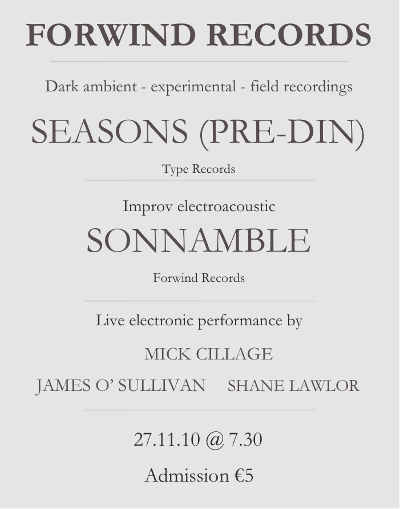 FORWIND RECORDS
Dark ambient - experimental - field recordings
SEASONS (PRE-DIN)
Type Records
Improv electroacoustic
SONNAMBLE
Forwind Records
Live electronic performance by
MICK CILLAGE
JAMES O’ SULLIVAN SHANE LAWLOR
27.11.10 @ 7.30
Admission €5